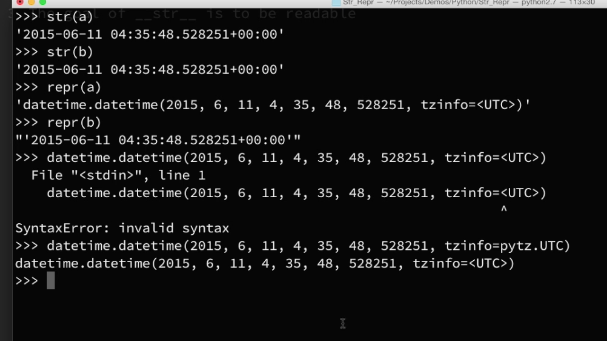 Str_Repr — ~/Projects/Demos/Python/Str_Repr — python2.7 — 113×30
of __str__ is to be readable
>>> str(a)
'2015-06-11 04:35:48.528251+00:00'
>>> str(b)
'2015-06-11 04:35:48.528251+00:00'
>>> repr(a)
'datetime.datetime(2015, 6, 11, 4, 35, 48, 528251, tzinfo=<UTC>)'
>>> repr(b)
"'2015-06-11 04:35:48.528251+00:00'"
>>> datetime.datetime(2015, 6, 11, 4, 35, 48, 528251, tzinfo=<UTC>)
  File "<stdin>", line 1
    datetime.datetime(2015, 6, 11, 4, 35, 48, 528251, tzinfo=<UTC>)
                                                             ^
SyntaxError: invalid syntax
>>> datetime.datetime(2015, 6, 11, 4, 35, 48, 528251, tzinfo=pytz.UTC)
datetime.datetime(2015, 6, 11, 4, 35, 48, 528251, tzinfo=<UTC>)
>>>